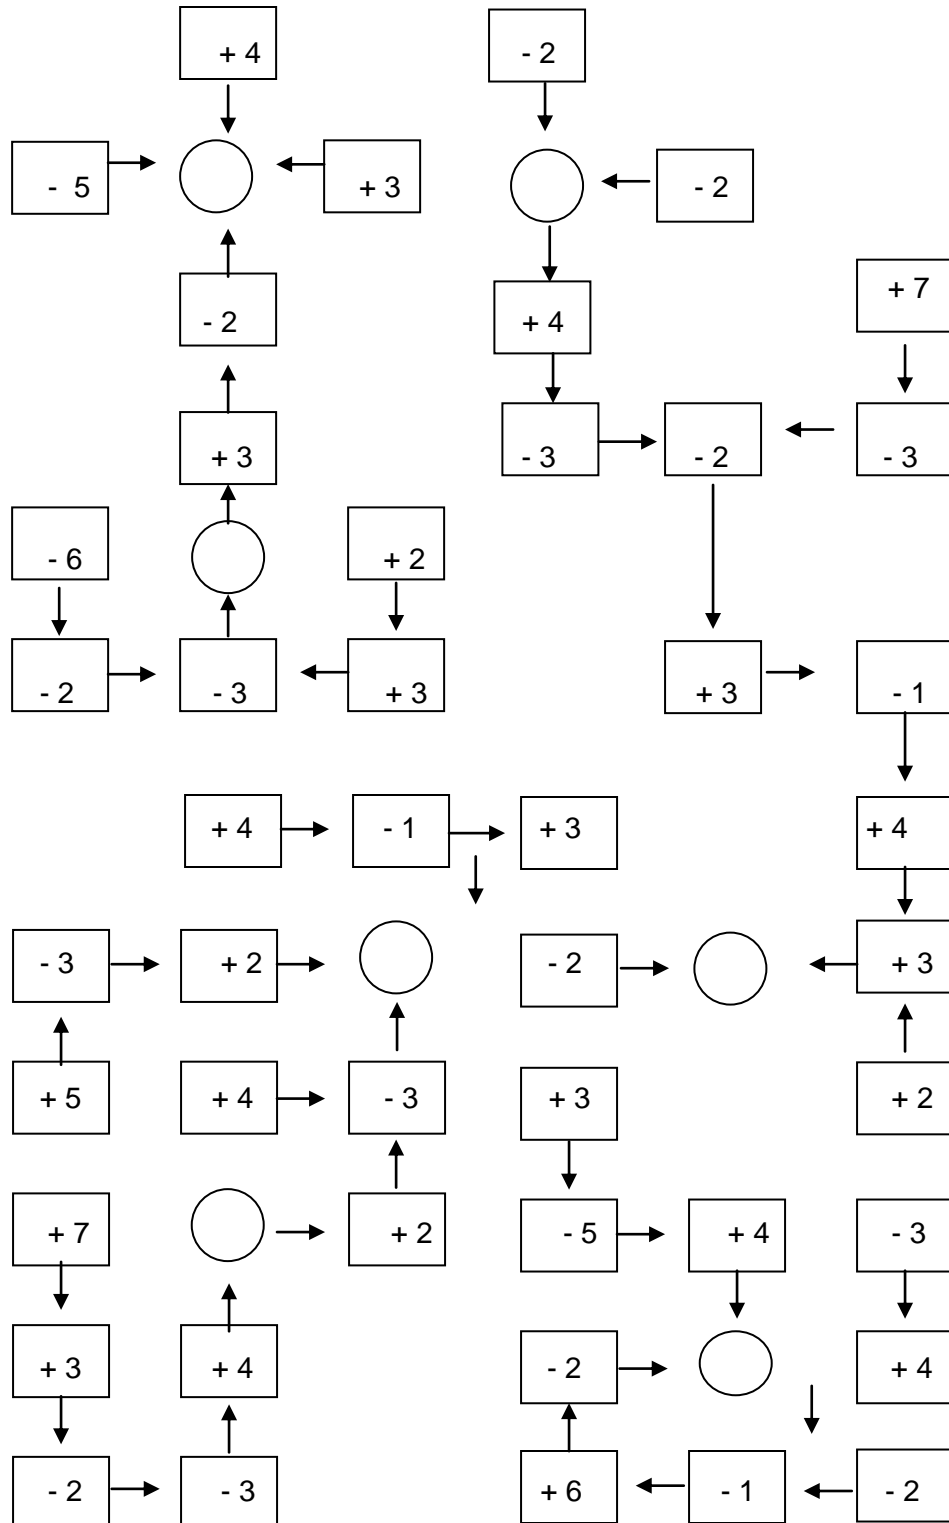 + 4 - 2
- 5 + 3 - 2
+ 7
- 2 + 4
+ 3 - 3 - 2 - 3
- 6 + 2
- 2 - 3 + 3 + 3 - 1
+ 4 - 1 + 3 + 4
- 3 + 2 - 2 + 3
+ 5 + 4 - 3 + 3 + 2
+ 7 + 2 - 5 + 4 - 3
+ 3 + 4 - 2 + 4
- 2 - 3 + 6 - 1 - 2